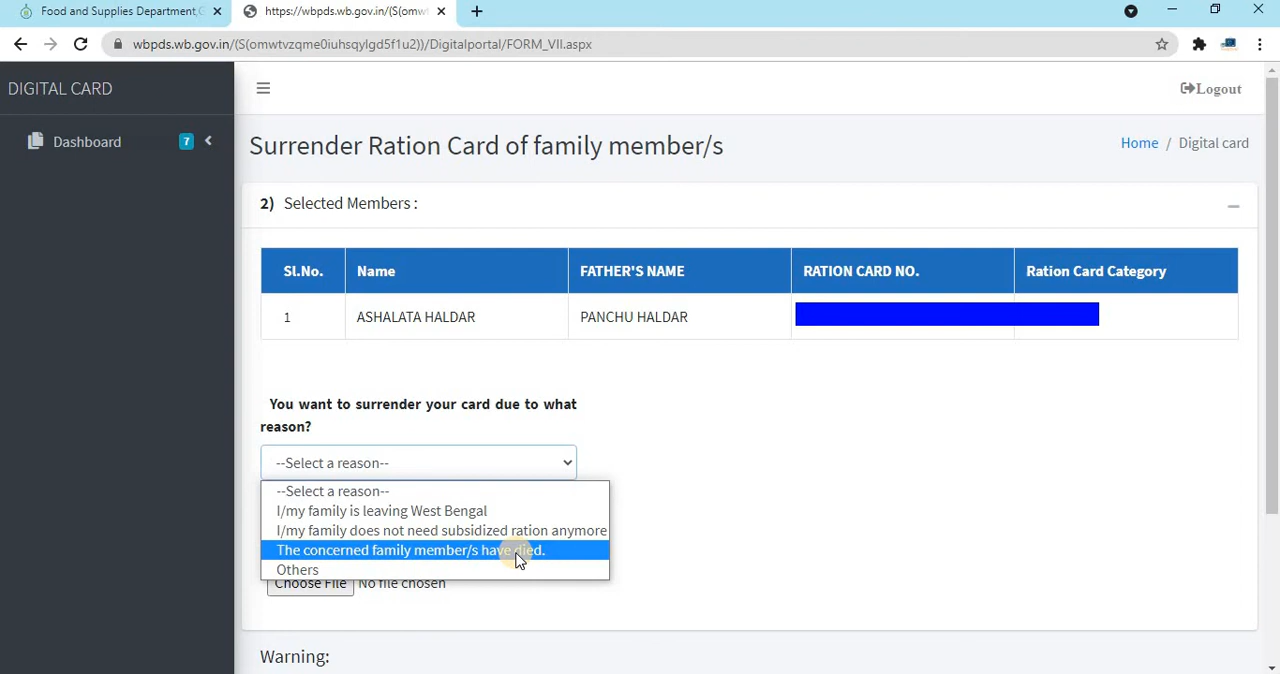 Food and Supplies Department,
https://wbpds.wb.gov.in/(S(omw
wbpds.wb.gov.in/(S(omwtvzqme0iuhsqylgd5f1u2))/Digitalportal/FORM_VII.aspx
DIGITAL CARD
Logout
Dashboard 7
Surrender Ration Card of family member/s
Home / Digital card
2) Selected Members :
Sl.No. Name FATHER'S NAME RATION CARD NO. Ration Card Category
1 ASHALATA HALDAR PANCHU HALDAR
You want to surrender your card due to what
reason?
--Select a reason--
--Select a reason--
I/my family is leaving West Bengal
I/my family does not need subsidized ration anymore
The concerned family member/s have died.
Others
Choose File No file chosen
Warning: